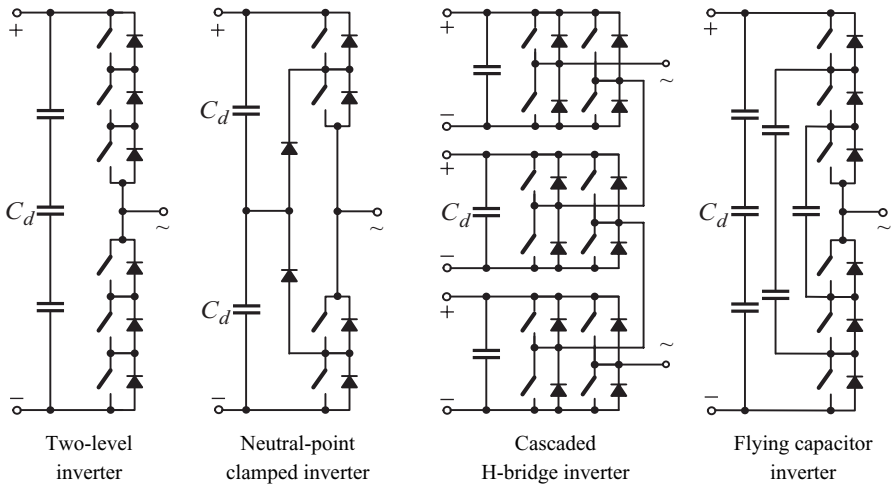 +
C_d
~
−
Two-level
inverter
+
C_d
C_d
~
−
Neutral-point
clamped inverter
+
−
~
+
C_d
−
+
−
~
Cascaded
H-bridge inverter
+
C_d
~
−
Flying capacitor
inverter